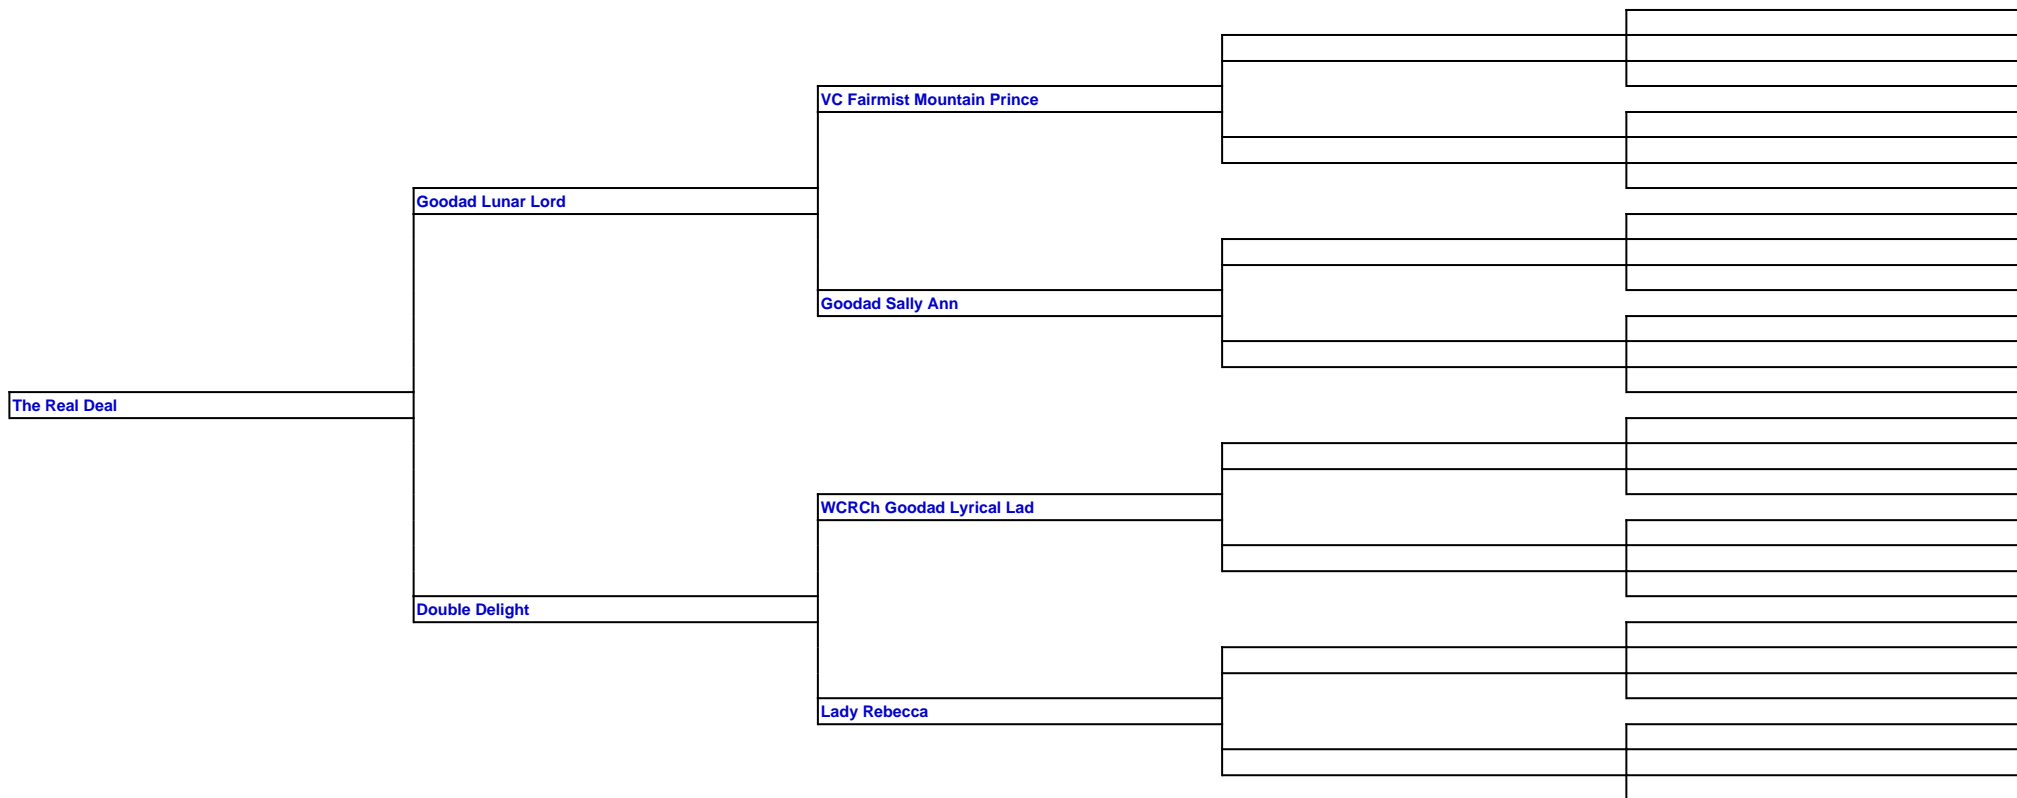 VC Fairmist Mountain Prince
Goodad Lunar Lord
Goodad Sally Ann
The Real Deal
WCRCh Goodad Lyrical Lad
Double Delight
Lady Rebecca